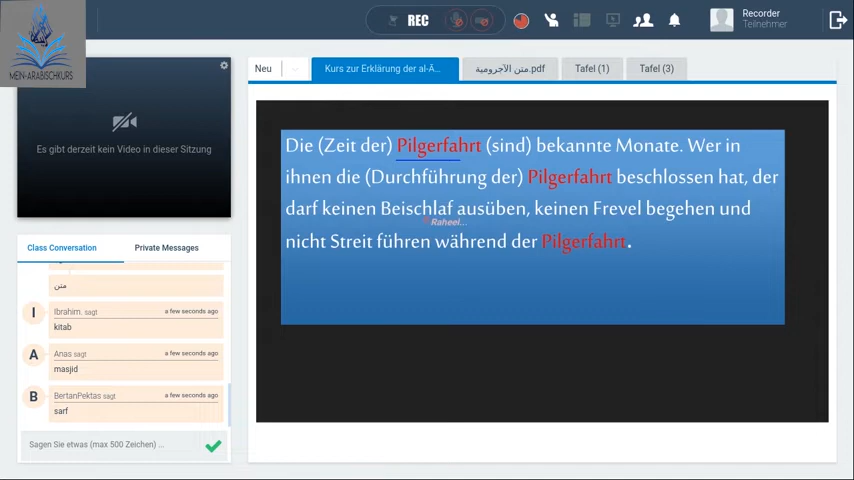 REC
Recorder
Teilnehmer
MEN-ARABISCHKURS
Es gibt derzeit kein Video in dieser Sitzung
Class Conversation
Private Messages
متن
I
Ibrahim. sagt
a few seconds ago
kitab
A
Anas sagt
a few seconds ago
masjid
B
BertanPektas sagt
a few seconds ago
sarf
Sagen Sie etwas (max 500 Zeichen) ...
Neu
Kurs zur Erklärung der al-Ā...
متن الآجرومية.pdf
Tafel (1)
Tafel (3)
Die (Zeit der) Pilgerfahrt (sind) bekannte Monate. Wer in
ihnen die (Durchführung der) Pilgerfahrt beschlossen hat, der
darf keinen Beischlaf ausüben, keinen Frevel begehen und
Raheel...
nicht Streit führen während der Pilgerfahrt.